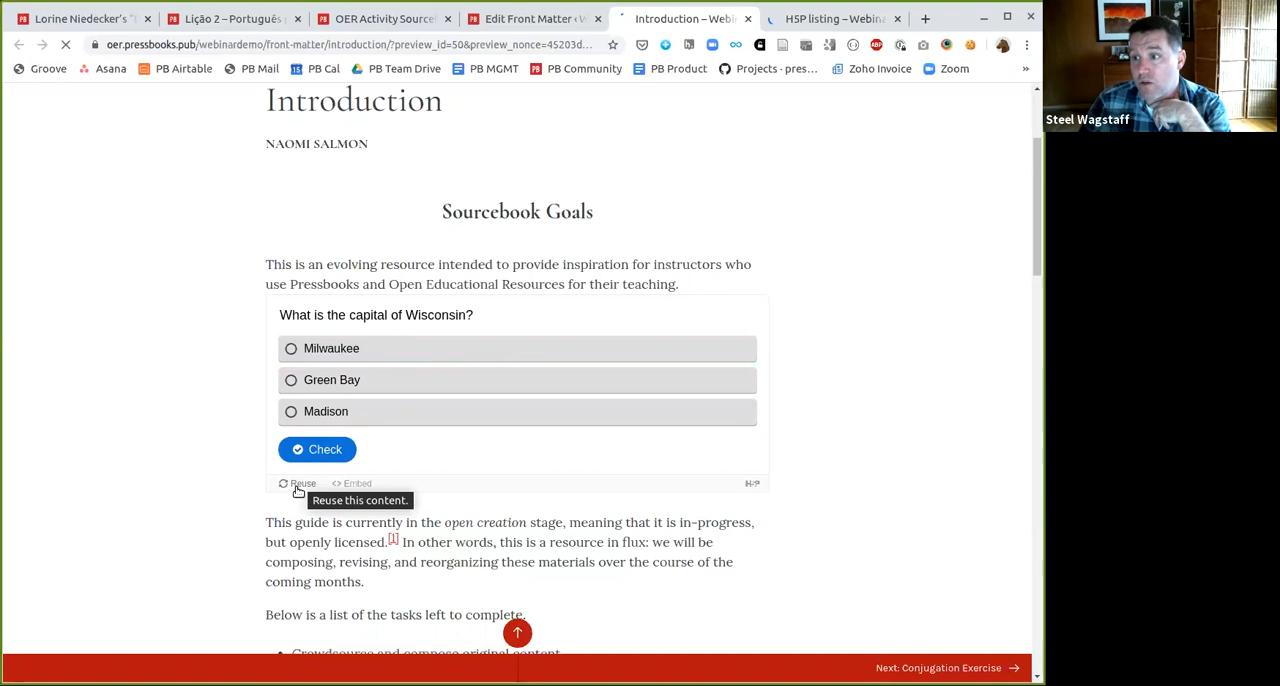 Lorine Niedecker's "L
Lição 2 – Português
OER Activity Source
Edit Front Matter ‹ W
Introduction – Webin
H5P listing – Webina
oer.pressbooks.pub/webinardemo/front-matter/introduction/?preview_id=50&preview_nonce=45203d...
Groove
Asana
PB Airtable
PB Mail
PB Cal
PB Team Drive
PB MGMT
PB Community
PB Product
Projects · pres...
Zoho Invoice
Zoom
»
Steel Wagstaff
Introduction
NAOMI SALMON
Sourcebook Goals
This is an evolving resource intended to provide inspiration for instructors who
use Pressbooks and Open Educational Resources for their teaching.
What is the capital of Wisconsin?
Milwaukee
Green Bay
Madison
Check
Reuse
<> Embed
H5P
Reuse this content.
This guide is currently in the open creation stage, meaning that it is in-progress,
but openly licensed.[1] In other words, this is a resource in flux: we will be
composing, revising, and reorganizing these materials over the course of the
coming months.
Below is a list of the tasks left to complete.
• Crowdsource and compose original content
Next: Conjugation Exercise →